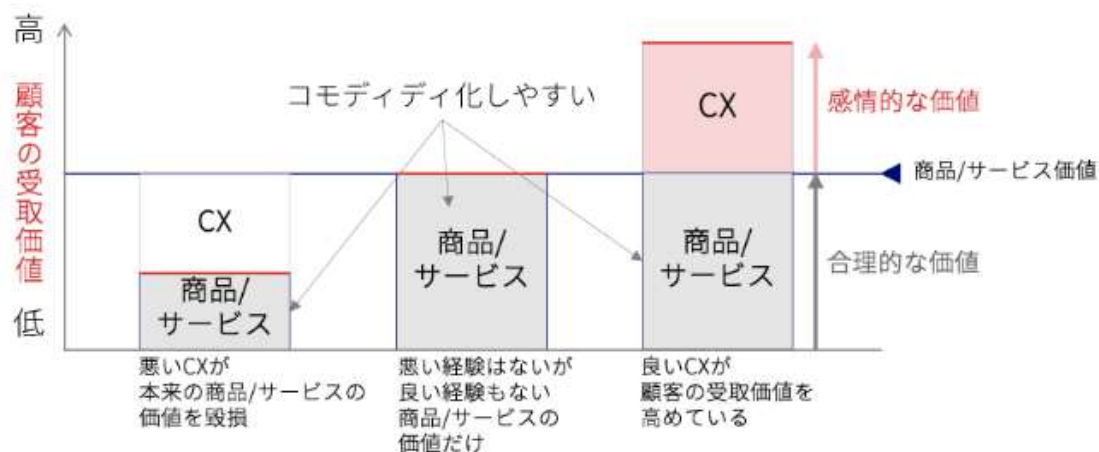 高
顧客の受取価値
低
コモディディ化しやすい
CX
商品/
サービス
商品/
サービス
CX
商品/
サービス
感情的な価値
商品/サービス価値
合理的な価値
悪いCXが
本来の商品/サービスの
価値を毀損
悪い経験はないが
良い経験もない
商品/サービスの
価値だけ
良いCXが
顧客の受取価値を
高めている